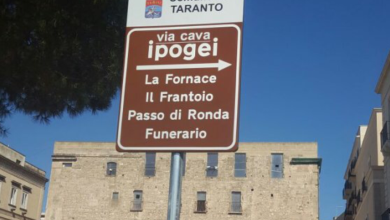 TARANTO
via cava
ipogei
La Fornace
Il Frantoio
Passo di Ronda
Funerario